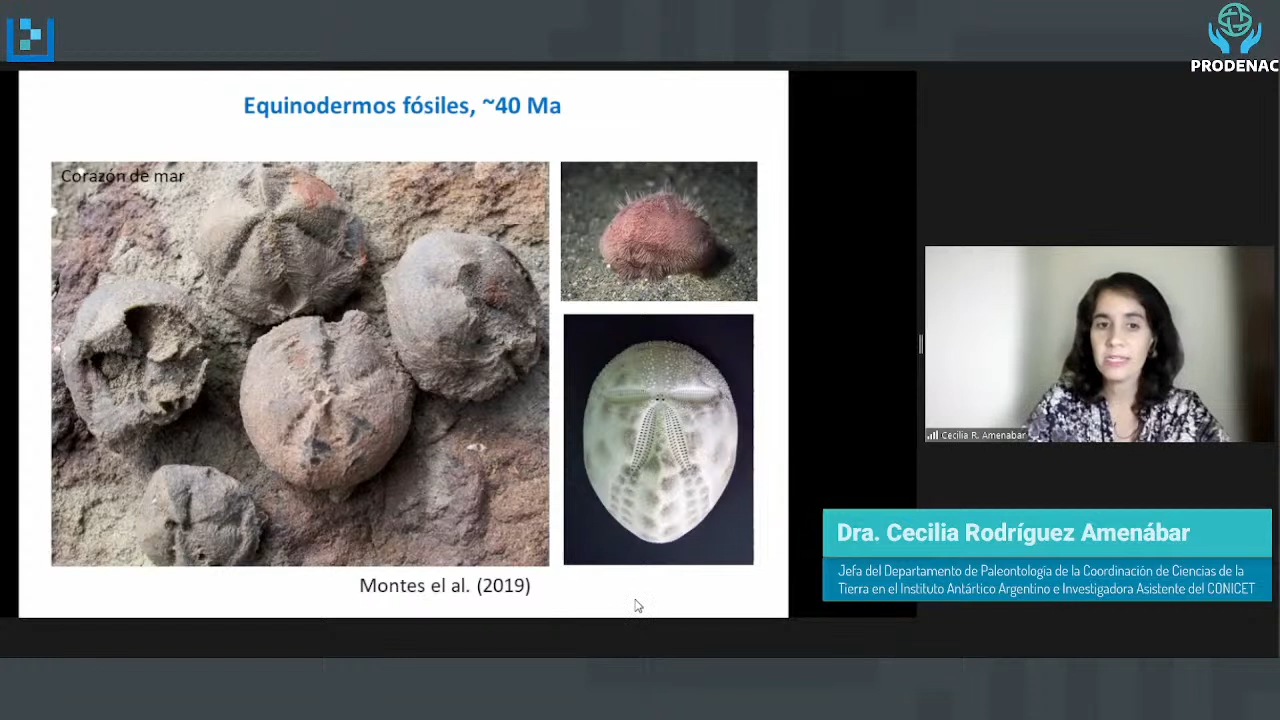 PRODENAC
Equinodermos fósiles, ~40 Ma
Corazón de mar
Montes el al. (2019)
Cecilia R. Amenabar
Dra. Cecilia Rodríguez Amenábar
Jefa del Departamento de Paleontología de la Coordinación de Ciencias de la
Tierra en el Instituto Antártico Argentino e Investigadora Asistente del CONICET